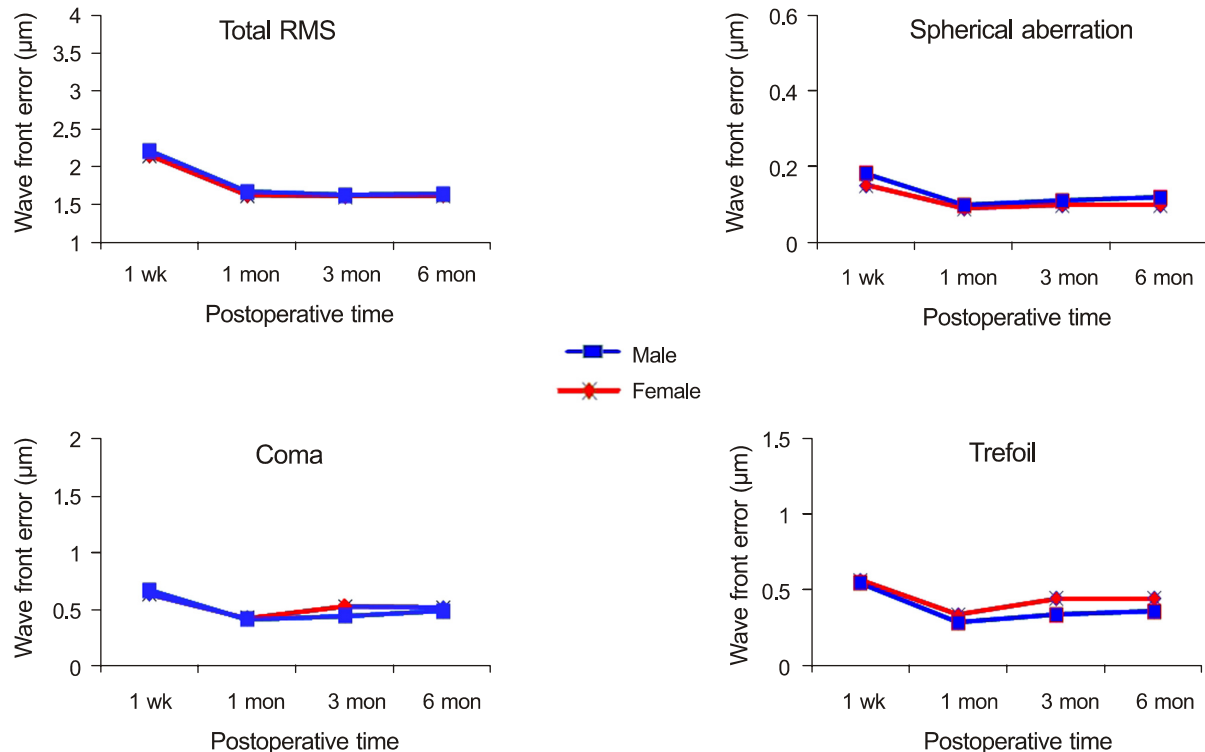 Total RMS
Wave front error (μm)
4
3.5
3
2.5
2
1.5
1
1 wk 1 mon 3 mon 6 mon
Postoperative time
Spherical aberration
Wave front error (μm)
0.6
0.4
0.2
0
1 wk 1 mon 3 mon 6 mon
Postoperative time
Male
Female
Coma
Wave front error (μm)
2
1.5
1
0.5
0
1 wk 1 mon 3 mon 6 mon
Postoperative time
Trefoil
Wave front error (μm)
1.5
1
0.5
0
1 wk 1 mon 3 mon 6 mon
Postoperative time